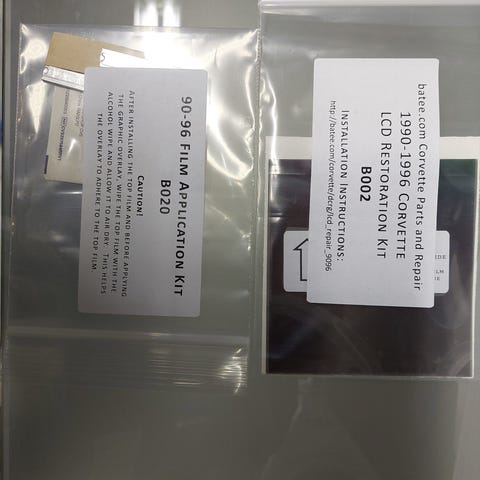 90-96 Film Application Kit
B020
Caution!
After installing the top film and before applying
the graphic overlay, wipe the top film with the
alcohol wipe and allow it to air dry. This helps
the overlay to adhere to the top film.
batee.com Corvette Parts and Repair
1990-1996 Corvette
LCD Restoration Kit
B002
Installation Instructions:
http://batee.com/corvette/dcrg/lcd_repair_9096